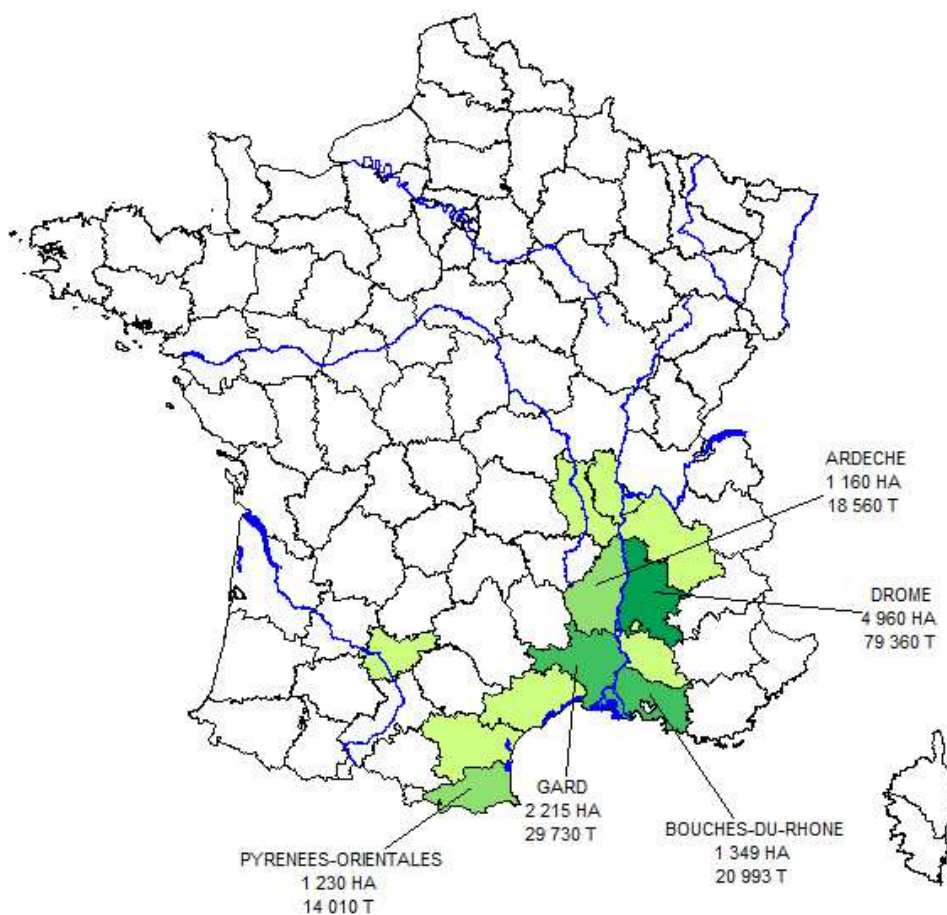 ARDECHE
1 160 HA
18 560 T
DROME
4 960 HA
79 360 T
GARD
2 215 HA
29 730 T
BOUCHES-DU-RHONE
1 349 HA
20 993 T
PYRENEES-ORIENTALES
1 230 HA
14 010 T